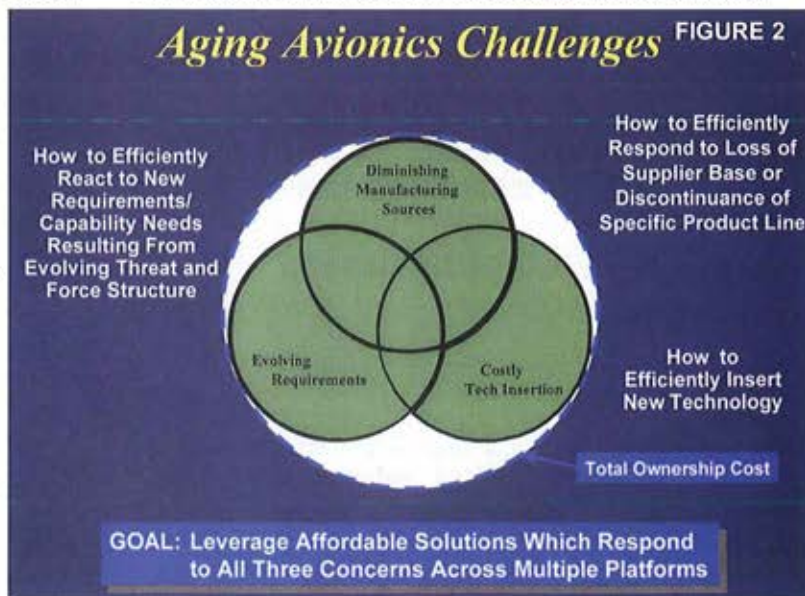 Aging Avionics Challenges
FIGURE 2
How to Efficiently
React to New
Requirements/
Capability Needs
Resulting From
Evolving Threat and
Force Structure
Diminishing
Manufacturing
Sources
How to Efficiently
Respond to Loss of
Supplier Base or
Discontinuance of
Specific Product Line
Evolving
Requirements
Costly
Tech Insertion
How to
Efficiently Insert
New Technology
Total Ownership Cost
GOAL: Leverage Affordable Solutions Which Respond
to All Three Concerns Across Multiple Platforms